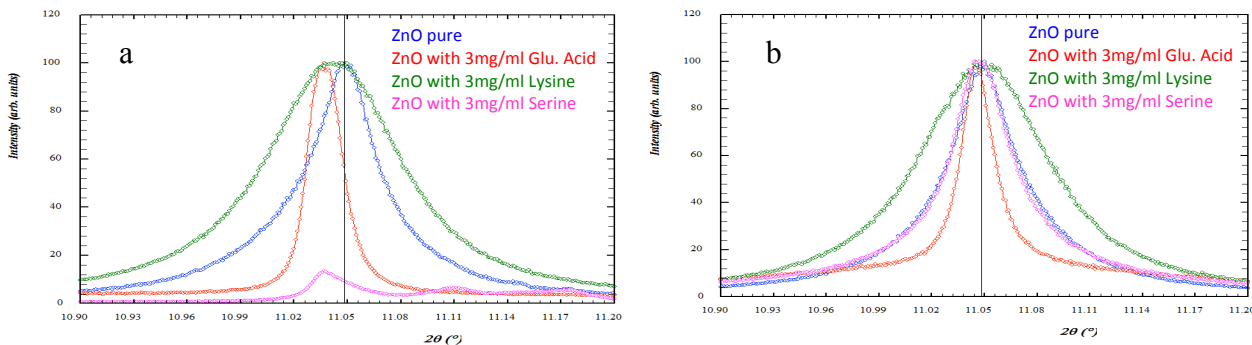 a
ZnO pure
ZnO with 3mg/ml Glu. Acid
ZnO with 3mg/ml Lysine
ZnO with 3mg/ml Serine
Intensity (arb. units)
120
100
80
60
40
20
0
10.90 10.93 10.96 10.99 11.02 11.05 11.08 11.11 11.14 11.17 11.20
2θ (°)
b
ZnO pure
ZnO with 3mg/ml Glu. Acid
ZnO with 3mg/ml Lysine
ZnO with 3mg/ml Serine
Intensity (arb. units)
120
100
80
60
40
20
0
10.90 10.93 10.96 10.99 11.02 11.05 11.08 11.11 11.14 11.17 11.20
2θ (°)